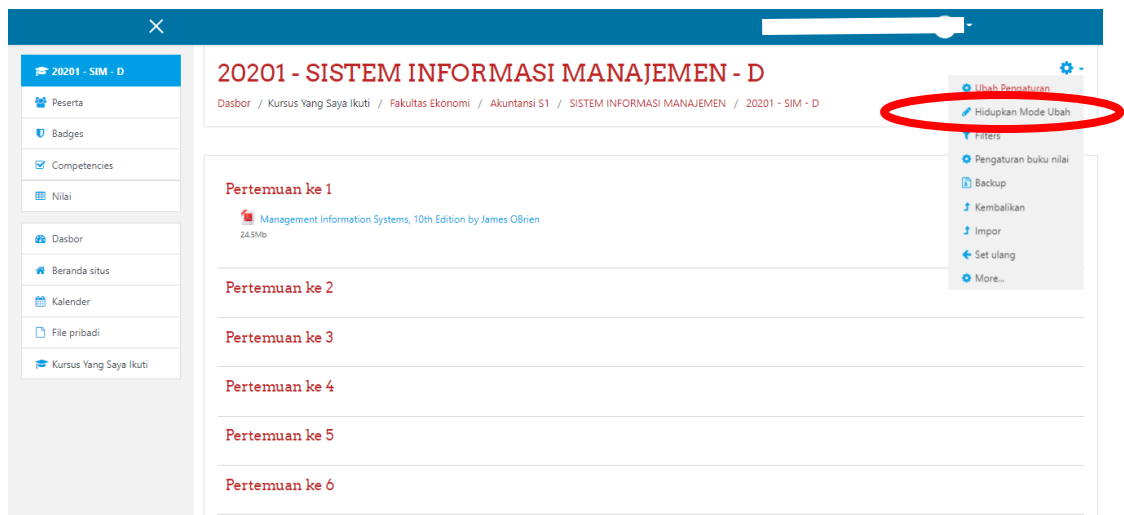 20201 - SIM - D
Peserta
Badges
Competencies
Nilai
Dasbor
Beranda situs
Kalender
File pribadi
Kursus Yang Saya Ikuti
20201 - SISTEM INFORMASI MANAJEMEN - D
Dasbor / Kursus Yang Saya Ikuti / Fakultas Ekonomi / Akuntansi S1 / SISTEM INFORMASI MANAJEMEN / 20201 - SIM - D
Ubah Pengaturan
Hidupkan Mode Ubah
Filters
Pengaturan buku nilai
Backup
Kembalikan
Impor
Set ulang
More...
Pertemuan ke 1
Management Information Systems, 10th Edition by James OBrien
24.5Mb
Pertemuan ke 2
Pertemuan ke 3
Pertemuan ke 4
Pertemuan ke 5
Pertemuan ke 6